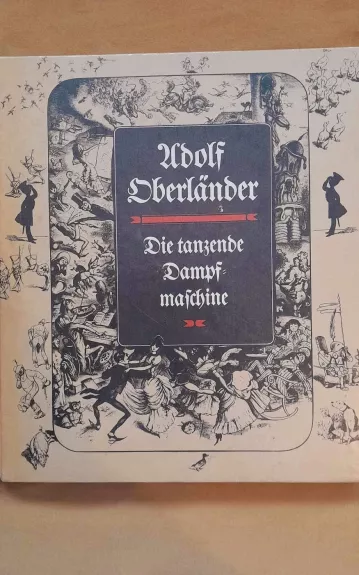 Adolf
Oberländer
Die tanzende
Dampf-
maſchine